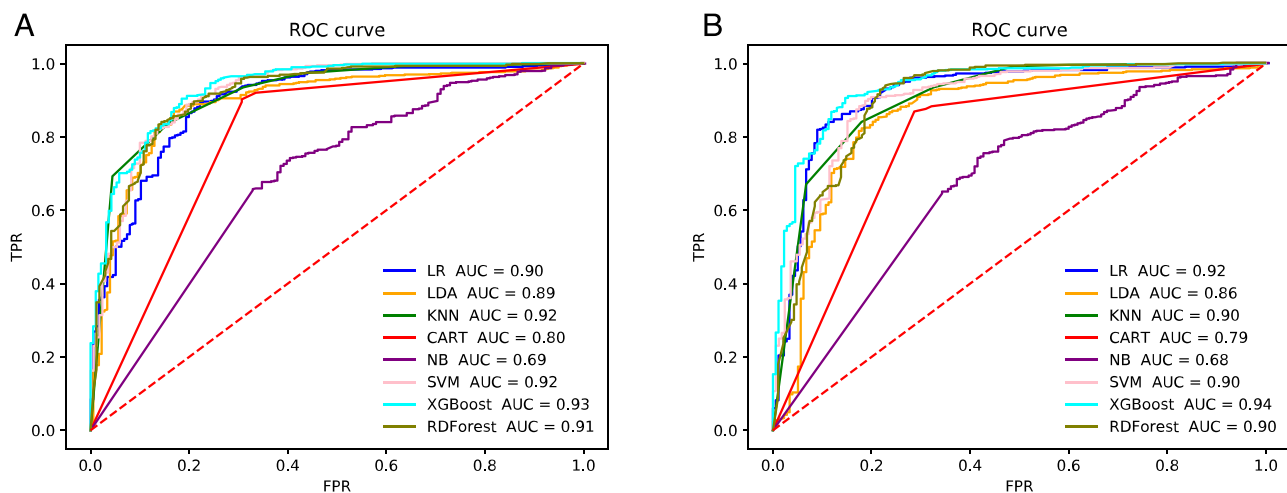 A
ROC curve
TPR
1.0
0.8
0.6
0.4
0.2
0.0
LR AUC = 0.90
LDA AUC = 0.89
KNN AUC = 0.92
CART AUC = 0.80
NB AUC = 0.69
SVM AUC = 0.92
XGBoost AUC = 0.93
RDForest AUC = 0.91
0.0 0.2 0.4 0.6 0.8 1.0
FPR
B
ROC curve
TPR
1.0
0.8
0.6
0.4
0.2
0.0
LR AUC = 0.92
LDA AUC = 0.86
KNN AUC = 0.90
CART AUC = 0.79
NB AUC = 0.68
SVM AUC = 0.90
XGBoost AUC = 0.94
RDForest AUC = 0.90
0.0 0.2 0.4 0.6 0.8 1.0
FPR